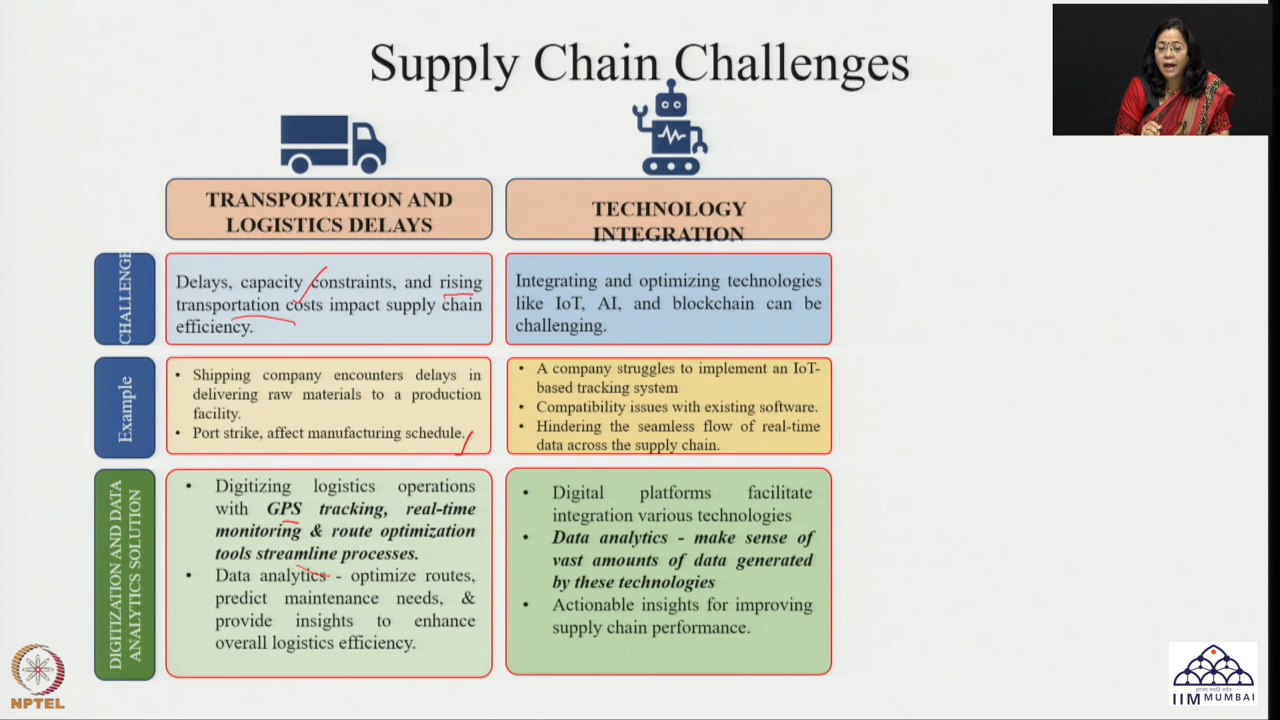 Supply Chain Challenges
TRANSPORTATION AND
LOGISTICS DELAYS
TECHNOLOGY
INTEGRATION
CHALLENGE
Delays, capacity constraints, and rising
transportation costs impact supply chain
efficiency.
Integrating and optimizing technologies
like IoT, AI, and blockchain can be
challenging.
Example
• Shipping company encounters delays in
delivering raw materials to a production
facility.
• Port strike, affect manufacturing schedule.
• A company struggles to implement an IoT-
based tracking system
• Compatibility issues with existing software.
• Hindering the seamless flow of real-time
data across the supply chain.
DIGITIZATION AND DATA
ANALYTICS SOLUTION
• Digitizing logistics operations
with GPS tracking, real-time
monitoring & route optimization
tools streamline processes.
• Data analytics - optimize routes,
predict maintenance needs, &
provide insights to enhance
overall logistics efficiency.
• Digital platforms facilitate
integration various technologies
• Data analytics - make sense of
vast amounts of data generated
by these technologies
• Actionable insights for improving
supply chain performance.
NPTEL
IIM MUMBAI